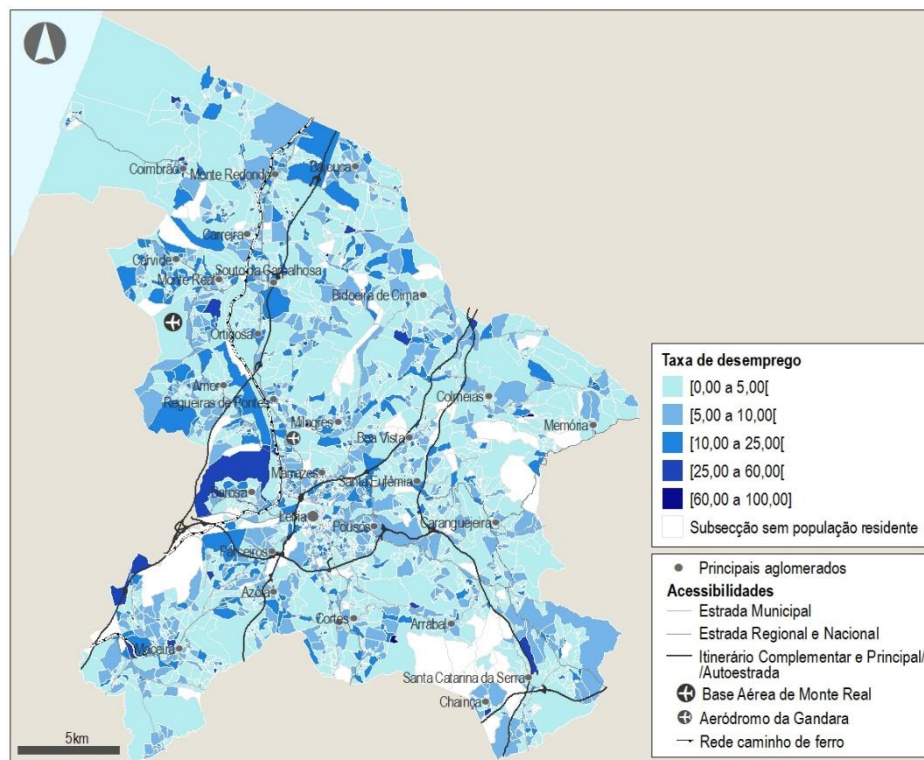 Coimbrão
Monte Redondo
Bajouca
Carreira
Carvide
Souto da Carpalhosa
Monte Real
Bidoeira de Cima
Ortigosa
Amor
Regueiras de Pontes
Colmeias
Milagres
Memória
Boa Vista
Marrazes
Santa Eufémia
Barosa
Leiria
Pousos
Caranguejeira
Parceiros
Azoia
Cortes
Arrabal
Maceira
Santa Catarina da Serra
Chainça
5km
Taxa de desemprego
[0,00 a 5,00[
[5,00 a 10,00[
[10,00 a 25,00[
[25,00 a 60,00[
[60,00 a 100,00]
Subsecção sem população residente
Principais aglomerados
Acessibilidades
Estrada Municipal
Estrada Regional e Nacional
Itinerário Complementar e Principal/
/Autoestrada
Base Aérea de Monte Real
Aeródromo da Gandara
Rede caminho de ferro